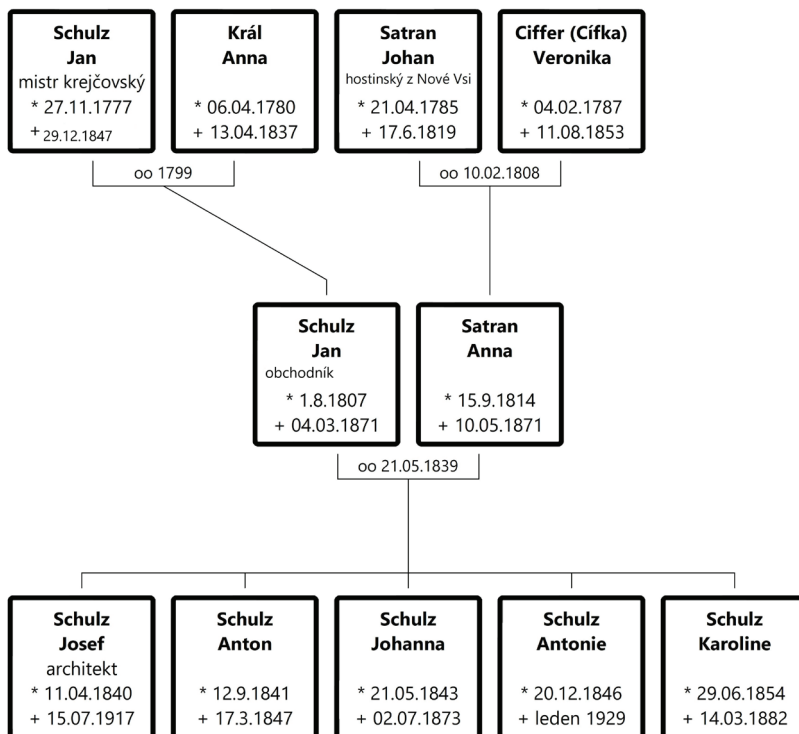 Schulz
Jan
mistr krejčovský
* 27.11.1777
+ 29.12.1847
Král
Anna
* 06.04.1780
+ 13.04.1837
Satran
Johan
hostinský z Nové Vsi
* 21.04.1785
+ 17.6.1819
Ciffer (Cífka)
Veronika
* 04.02.1787
+ 11.08.1853
oo 1799
oo 10.02.1808
Schulz
Jan
obchodník
* 1.8.1807
+ 04.03.1871
Satran
Anna
* 15.9.1814
+ 10.05.1871
oo 21.05.1839
Schulz
Josef
architekt
* 11.04.1840
+ 15.07.1917
Schulz
Anton
* 12.9.1841
+ 17.3.1847
Schulz
Johanna
* 21.05.1843
+ 02.07.1873
Schulz
Antonie
* 20.12.1846
+ leden 1929
Schulz
Karoline
* 29.06.1854
+ 14.03.1882